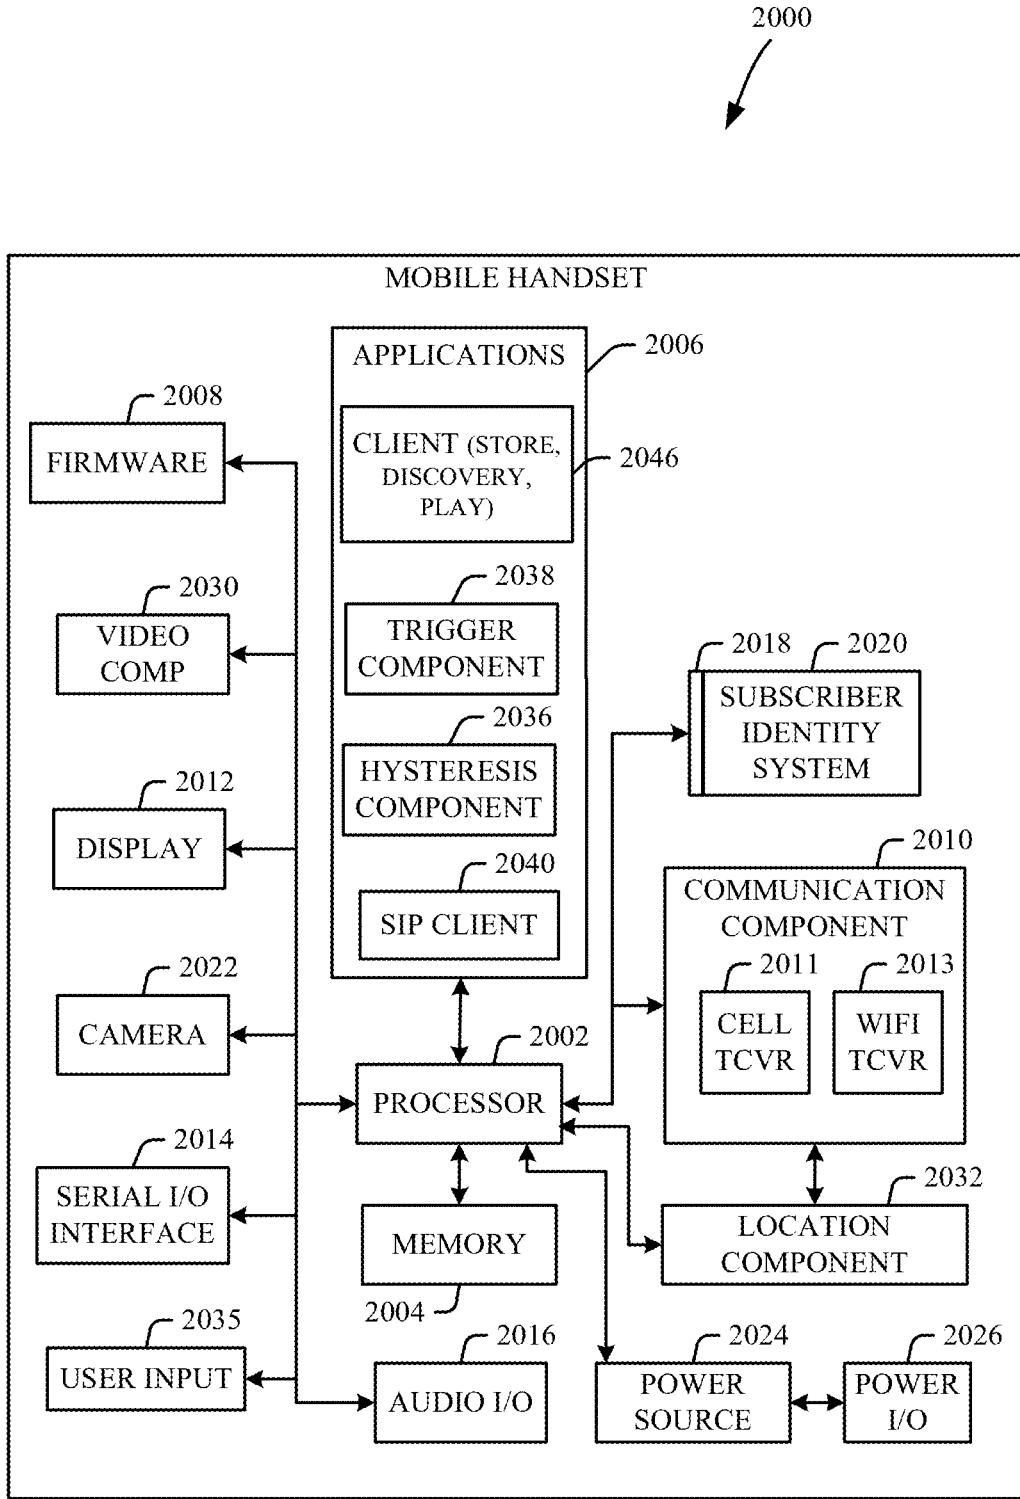 2000
MOBILE HANDSET
APPLICATIONS
2006
CLIENT (STORE,
DISCOVERY,
PLAY)
2046
2038
TRIGGER
COMPONENT
2036
HYSTERESIS
COMPONENT
2040
SIP CLIENT
2008
FIRMWARE
2030
VIDEO
COMP
2012
DISPLAY
2022
CAMERA
2014
SERIAL I/O
INTERFACE
2035
USER INPUT
2002
PROCESSOR
MEMORY
2004
2016
AUDIO I/O
2018
2020
SUBSCRIBER
IDENTITY
SYSTEM
2010
COMMUNICATION
COMPONENT
2011
CELL
TCVR
2013
WIFI
TCVR
2032
LOCATION
COMPONENT
2024
POWER
SOURCE
2026
POWER
I/O